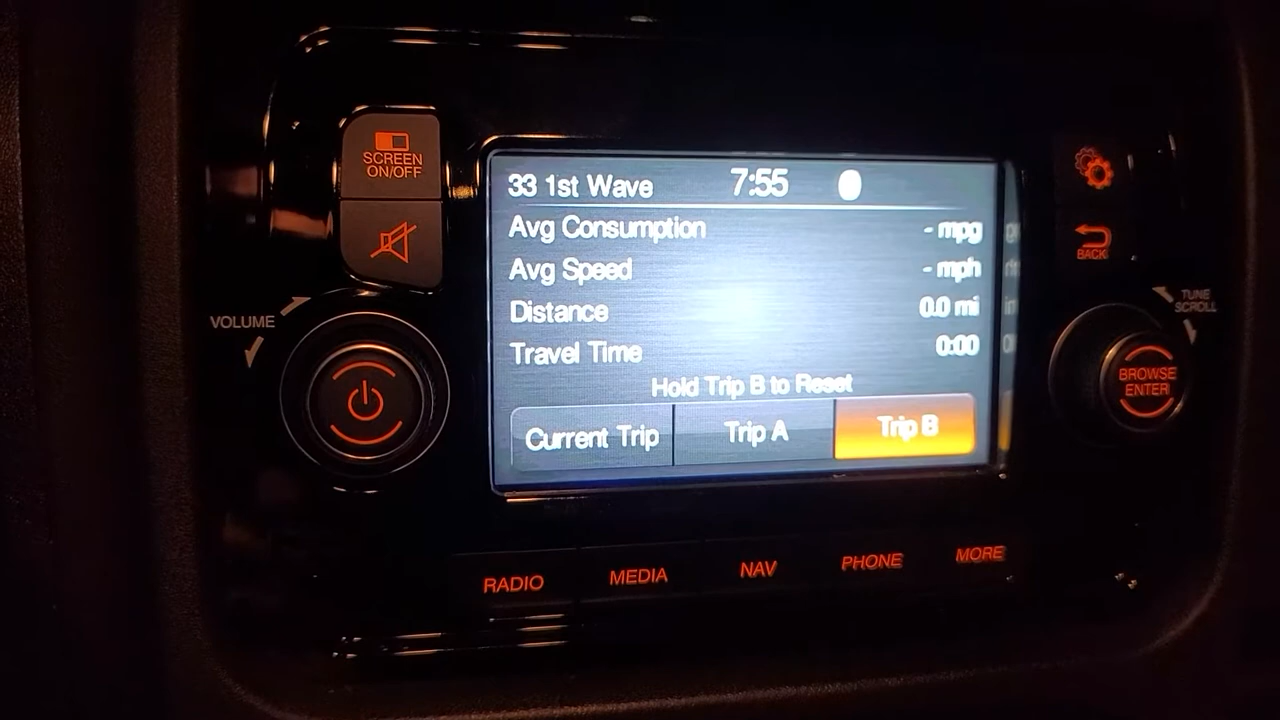 SCREEN
ON/OFF
33 1st Wave 7:55
Avg Consumption - mpg
Avg Speed - mph
Distance 0.0 mi
Travel Time 0:00
Hold Trip B to Reset
Current Trip Trip A Trip B
VOLUME
BACK
TUNE
SCROLL
BROWSE
ENTER
RADIO MEDIA NAV PHONE MORE